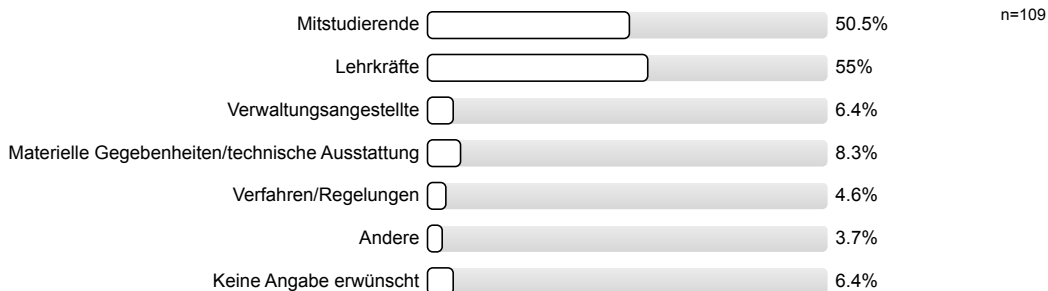 Mitstudierende 50.5% n=109
Lehrkräfte 55%
Verwaltungsangestellte 6.4%
Materielle Gegebenheiten/technische Ausstattung 8.3%
Verfahren/Regelungen 4.6%
Andere 3.7%
Keine Angabe erwünscht 6.4%